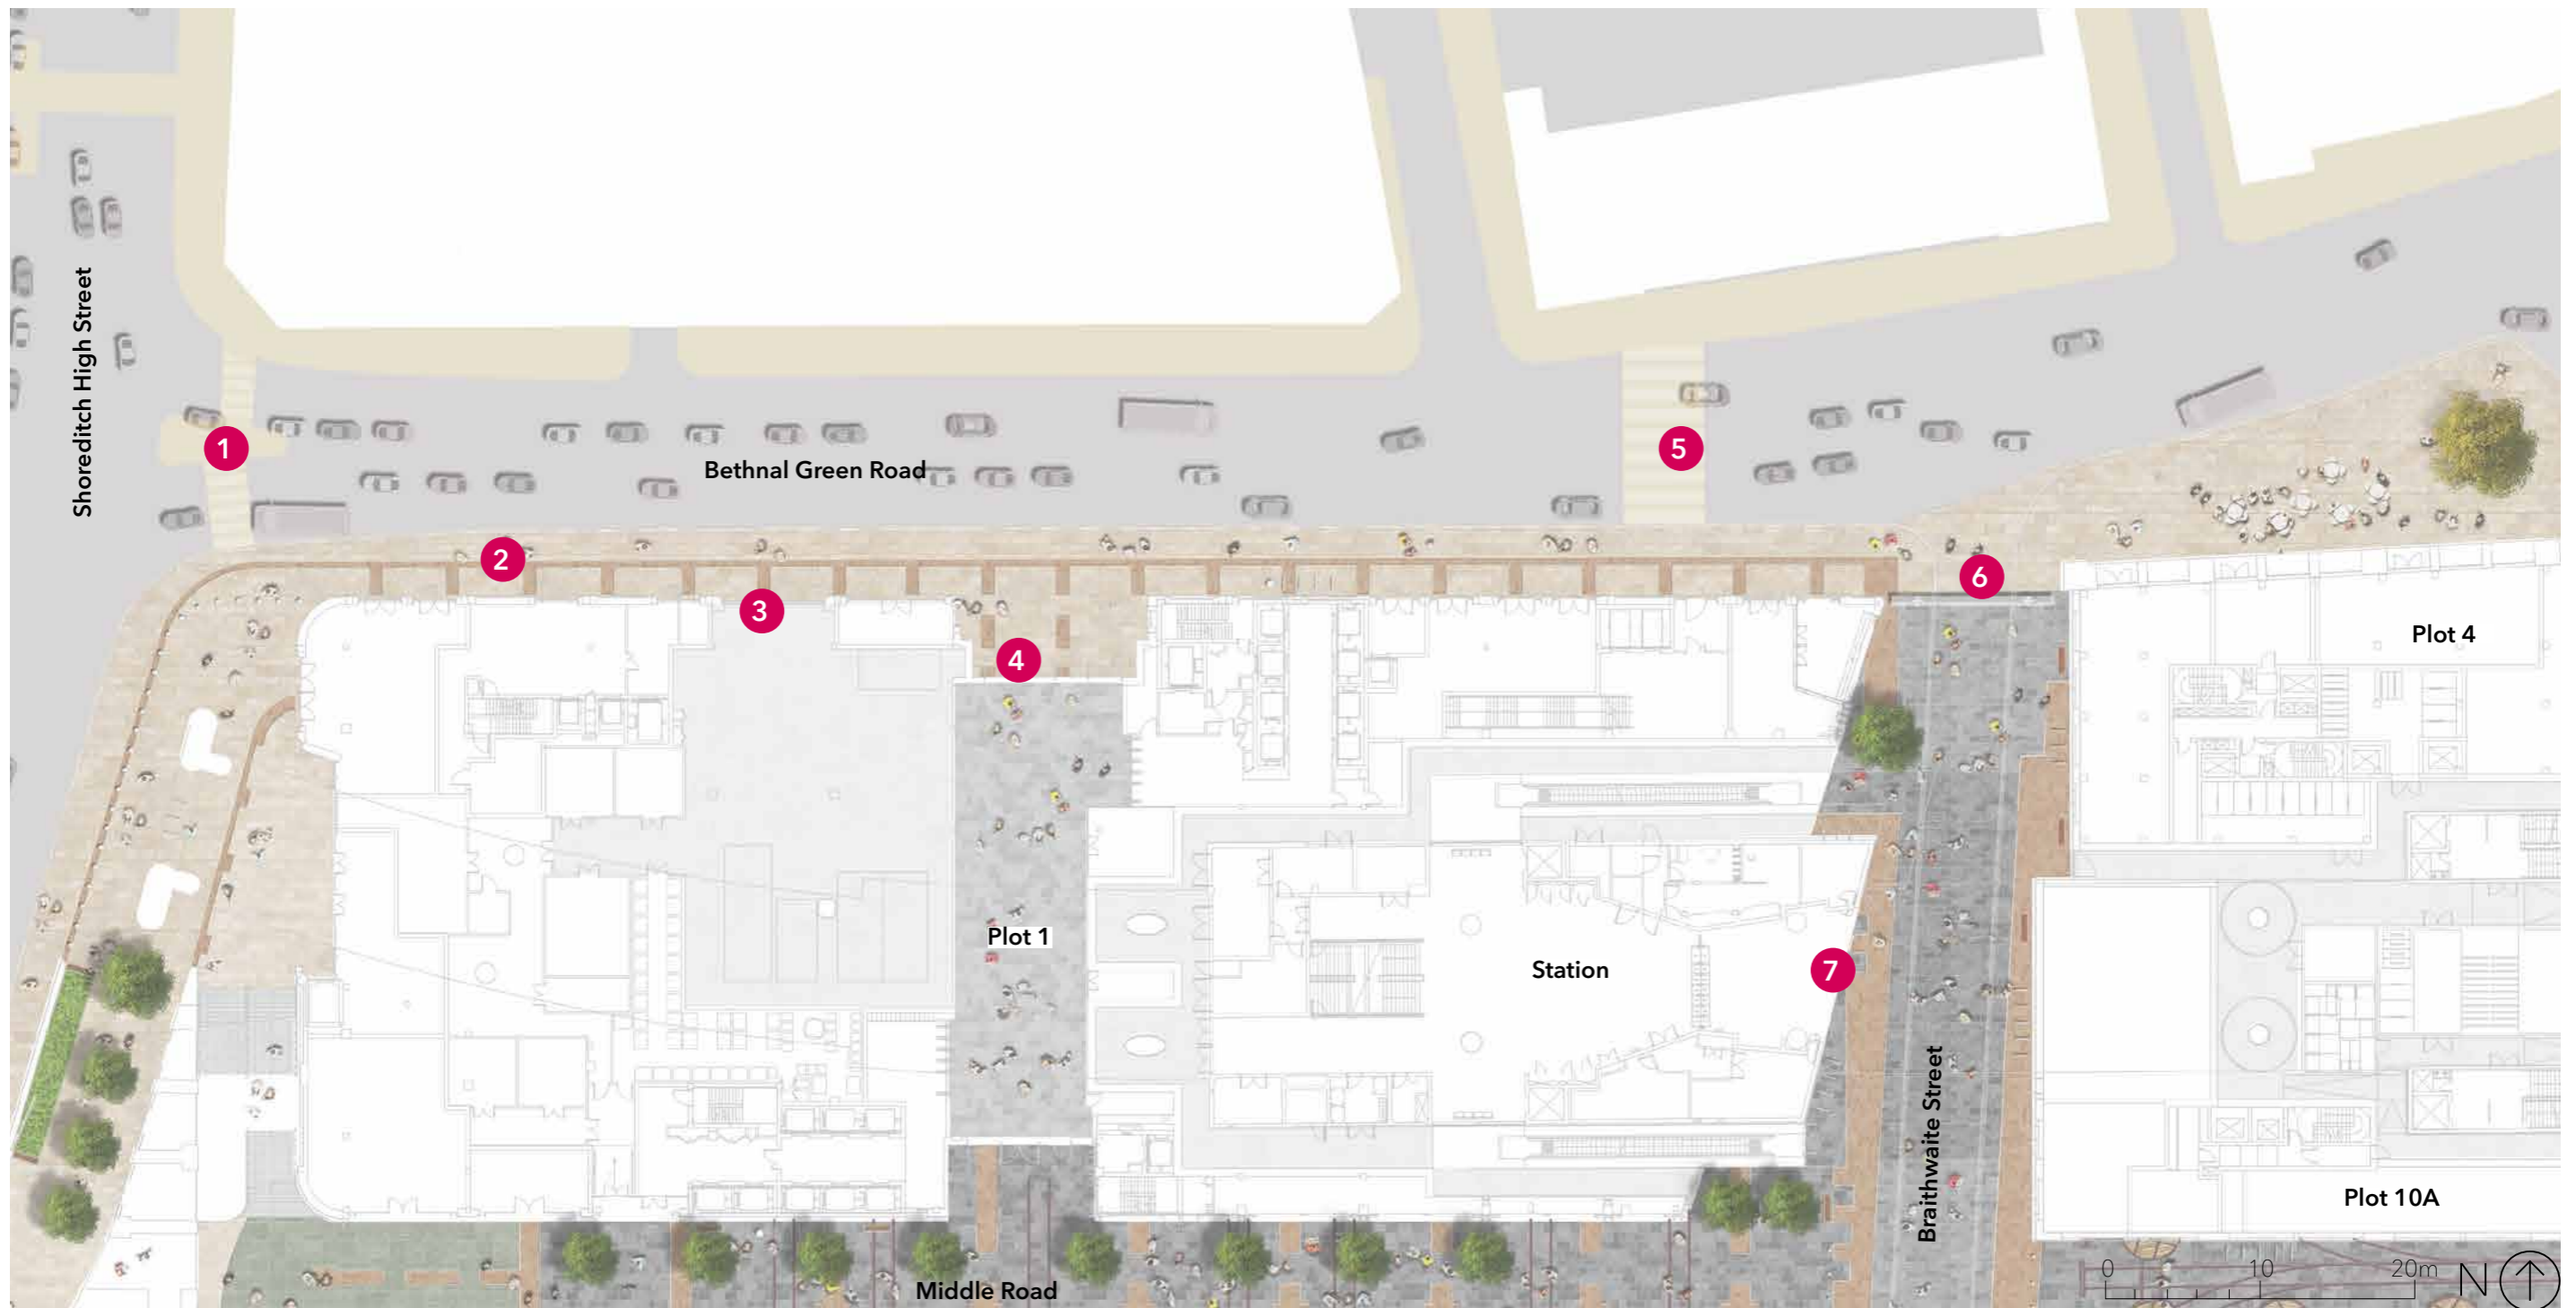 Shoreditch High Street
1
Bethnal Green Road
5
2
3
6
4
Plot 4
Plot 1
Station
7
Braithwaite Street
Plot 10A
Middle Road
0 10 20m N